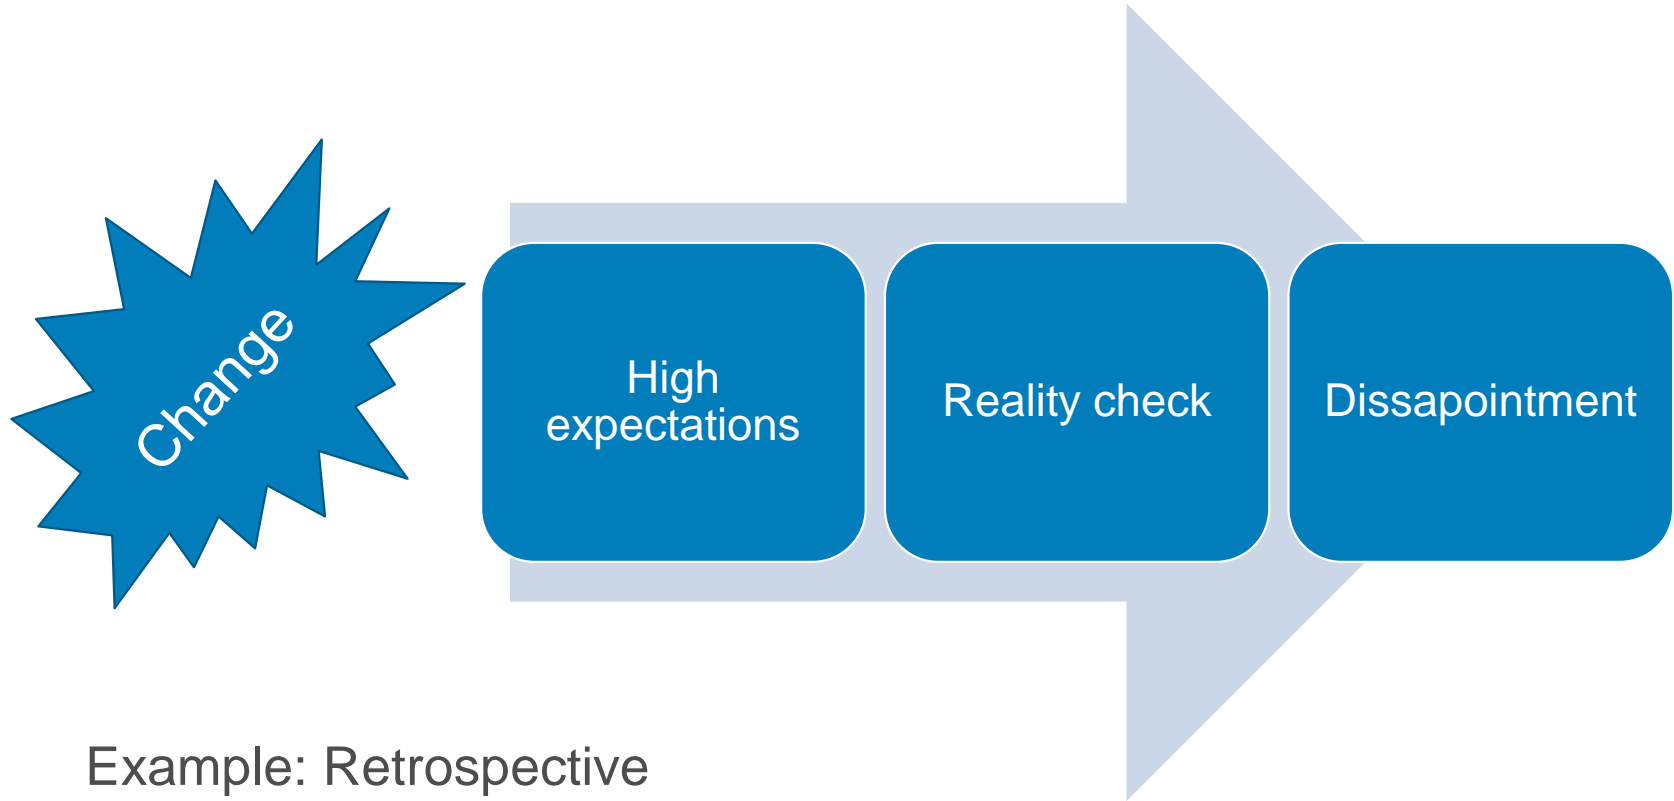 Change
High
expectations
Reality check
Dissapointment
Example: Retrospective